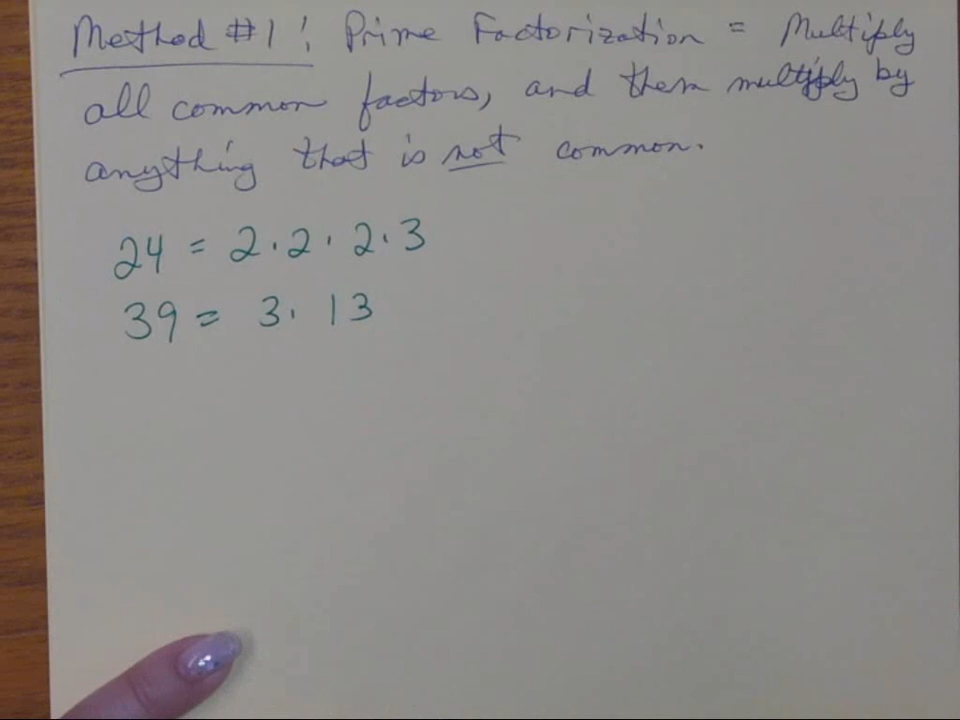 Method #1: Prime Factorization = Multiply
all common factors, and then multiply by
anything that is not common.
24 = 2·2·2·3
39 = 3·13